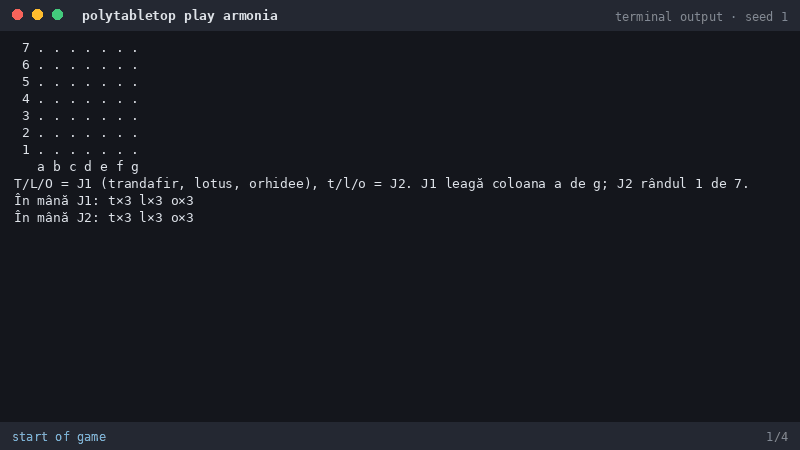 polytabletop play armonia
terminal output · seed 1
7 . . . . . . .
6 . . . . . . .
5 . . . . . . .
4 . . . . . . .
3 . . . . . . .
2 . . . . . . .
1 . . . . . . .
a b c d e f g
T/L/O = J1 (trandafir, lotus, orhidee), t/l/o = J2. J1 leagă coloana a de g; J2 rândul 1 de 7.
În mână J1: t×3 l×3 o×3
În mână J2: t×3 l×3 o×3
start of game
1/4